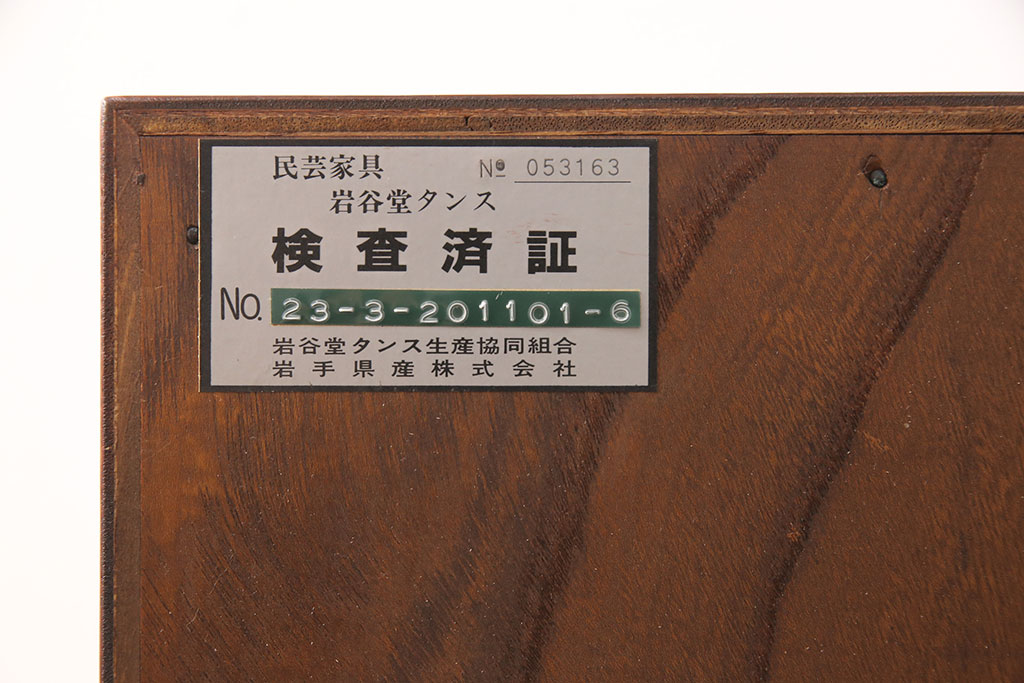 民芸家具 № 053163
岩谷堂タンス
検査済証
No. 23-3-201101-6
岩谷堂タンス生産協同組合
岩手県産株式会社